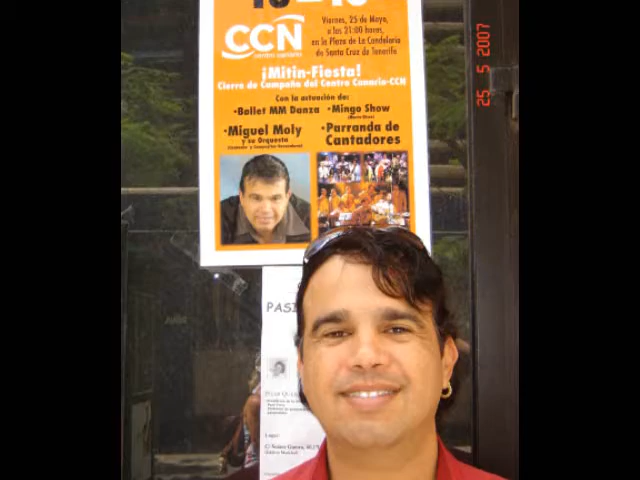 CCN
Viernes, 25 de Mayo,
a las 21:00 horas,
en la Plaza de La Candelaria
de Santa Cruz de Tenerife
¡Mitin-Fiesta!
Cierre de Campaña del Centro Canario-CCN
Con la actuación de:
·Ballet MM Danza ·Mingo Show
·Miguel Moly
y su Orquesta
·Parranda de
Cantadores
25 5 2007
PASI
Lugar: